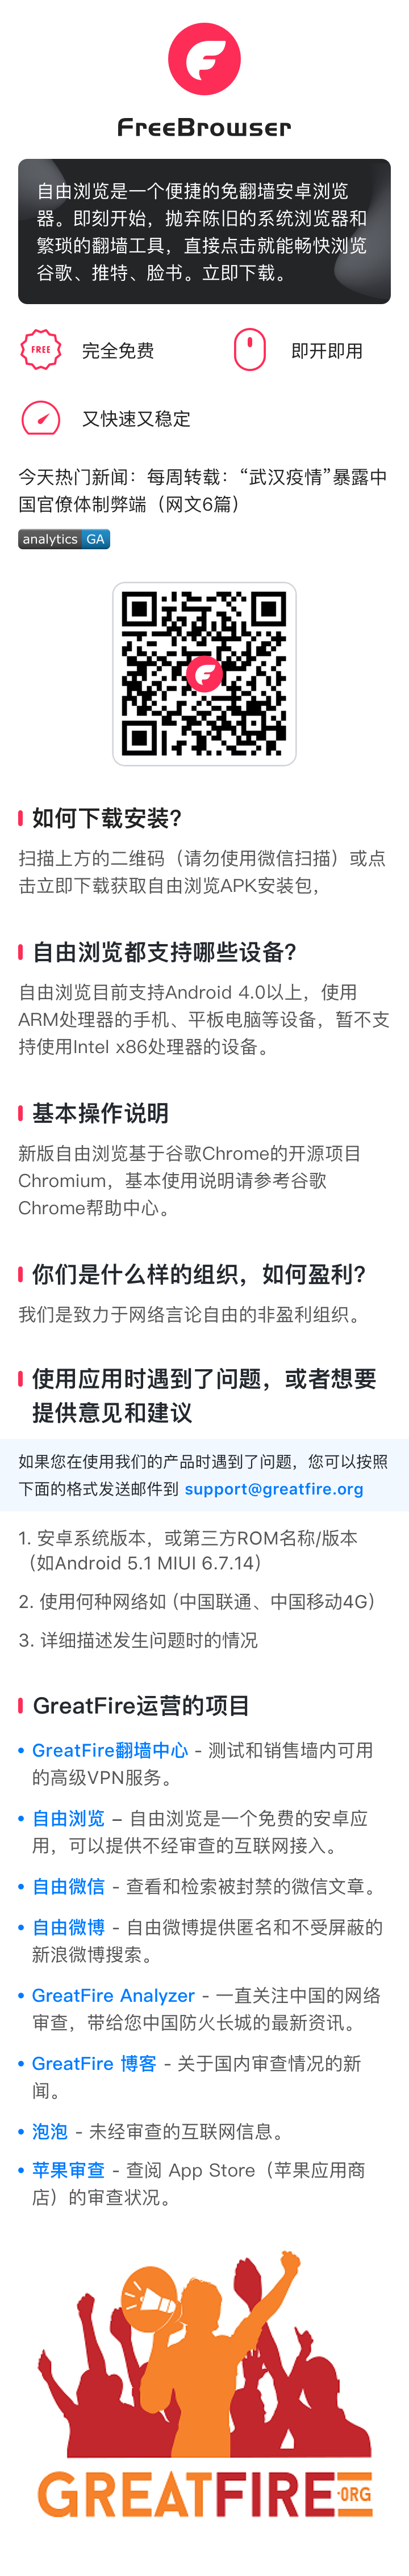 FreeBrowser
自由浏览是一个便捷的免翻墙安卓浏览
器。即刻开始，抛弃陈旧的系统浏览器和
繁琐的翻墙工具，直接点击就能畅快浏览
谷歌、推特、脸书。立即下载。
FREE 完全免费 即开即用
又快速又稳定
今天热门新闻：每周转载：“武汉疫情”暴露中
国官僚体制弊端（网文6篇）
analytics GA
如何下载安装?
扫描上方的二维码（请勿使用微信扫描）或点
击立即下载获取自由浏览APK安装包，
自由浏览都支持哪些设备?
自由浏览目前支持Android 4.0以上，使用
ARM处理器的手机、平板电脑等设备，暂不支
持使用Intel x86处理器的设备。
基本操作说明
新版自由浏览基于谷歌Chrome的开源项目
Chromium，基本使用说明请参考谷歌
Chrome帮助中心。
你们是什么样的组织，如何盈利?
我们是致力于网络言论自由的非盈利组织。
使用应用时遇到了问题，或者想要
提供意见和建议
如果您在使用我们的产品时遇到了问题，您可以按照
下面的格式发送邮件到 support@greatfire.org
1. 安卓系统版本，或第三方ROM名称/版本
（如Android 5.1 MIUI 6.7.14）
2. 使用何种网络如 (中国联通、中国移动4G）
3. 详细描述发生问题时的情况
GreatFire运营的项目
• GreatFire翻墙中心 - 测试和销售墙内可用
的高级VPN服务。
• 自由浏览 – 自由浏览是一个免费的安卓应
用，可以提供不经审查的互联网接入。
• 自由微信 - 查看和检索被封禁的微信文章。
• 自由微博 - 自由微博提供匿名和不受屏蔽的
新浪微博搜索。
• GreatFire Analyzer - 一直关注中国的网络
审查，带给您中国防火长城的最新资讯。
• GreatFire 博客 - 关于国内审查情况的新
闻。
• 泡泡 - 未经审查的互联网信息。
• 苹果审查 - 查阅 App Store（苹果应用商
店）的审查状况。
GREATFIRE.ORG